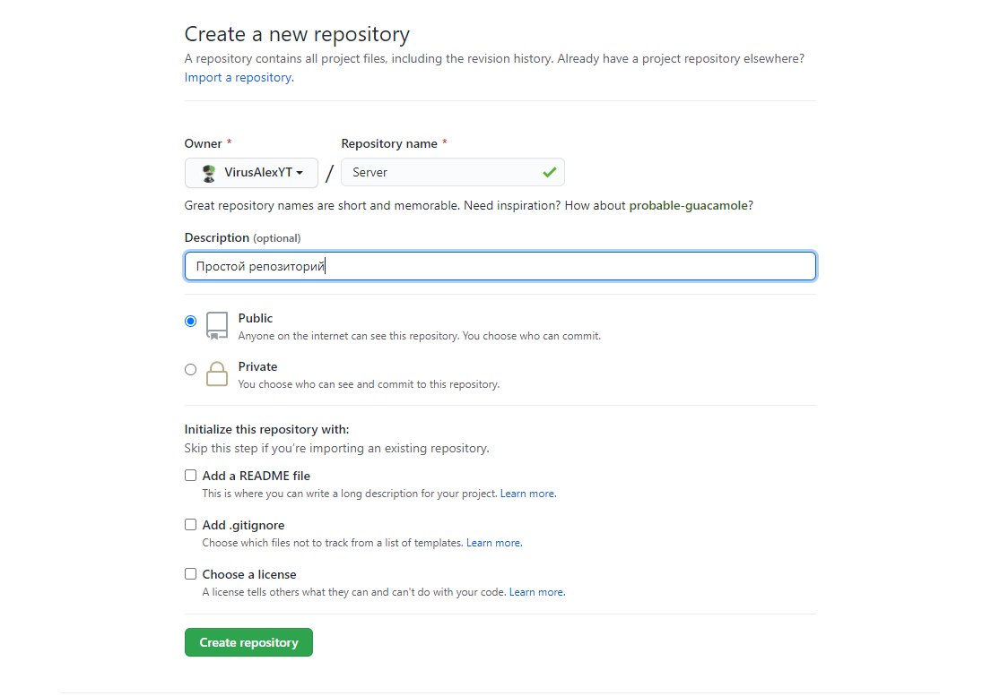 Create a new repository
A repository contains all project files, including the revision history. Already have a project repository elsewhere?
Import a repository.
Owner * Repository name *
VirusAlexYT / Server
Great repository names are short and memorable. Need inspiration? How about probable-guacamole?
Description (optional)
Простой репозиторий
Public
Anyone on the internet can see this repository. You choose who can commit.
Private
You choose who can see and commit to this repository.
Initialize this repository with:
Skip this step if you're importing an existing repository.
Add a README file
This is where you can write a long description for your project. Learn more.
Add .gitignore
Choose which files not to track from a list of templates. Learn more.
Choose a license
A license tells others what they can and can't do with your code. Learn more.
Create repository